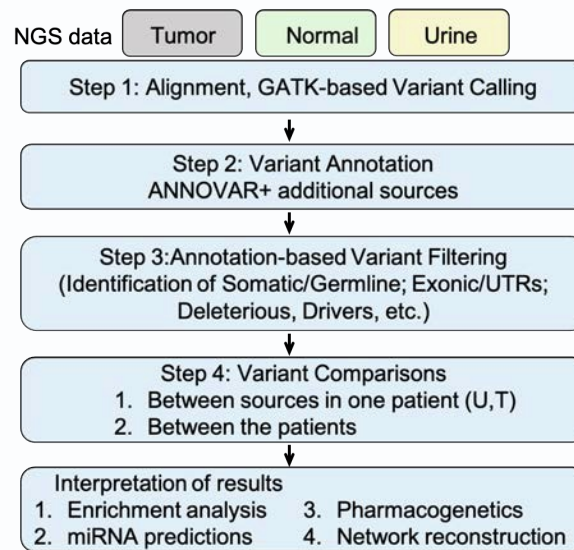 NGS data Tumor Normal Urine
Step 1: Alignment, GATK-based Variant Calling
Step 2: Variant Annotation
ANNOVAR+ additional sources
Step 3:Annotation-based Variant Filtering
(Identification of Somatic/Germline; Exonic/UTRs;
Deleterious, Drivers, etc.)
Step 4: Variant Comparisons
1. Between sources in one patient (U,T)
2. Between the patients
Interpretation of results
1. Enrichment analysis 3. Pharmacogenetics
2. miRNA predictions 4. Network reconstruction